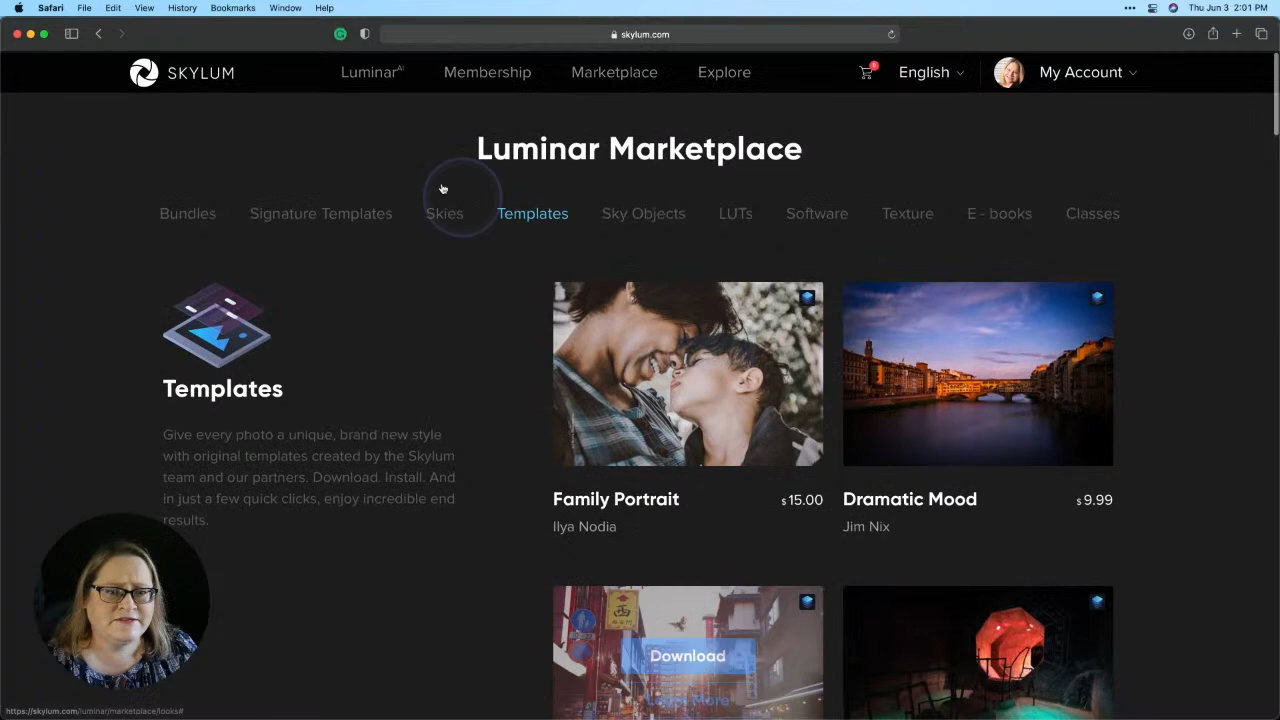 Safari File Edit View History Bookmarks Window Help
Thu Jun 3 2:01 PM
skylum.com
SKYLUM
Luminar AI Membership Marketplace Explore
English My Account
Luminar Marketplace
Bundles Signature Templates Skies Templates Sky Objects LUTs Software Texture E - books Classes
Templates
Give every photo a unique, brand new style
with original templates created by the Skylum
team and our partners. Download. Install. And
in just a few quick clicks, enjoy incredible end
results.
Family Portrait $ 15.00
Ilya Nodia
Dramatic Mood $ 9.99
Jim Nix
西
Download
Learn More
https://skylum.com/luminar/marketplace/looks#